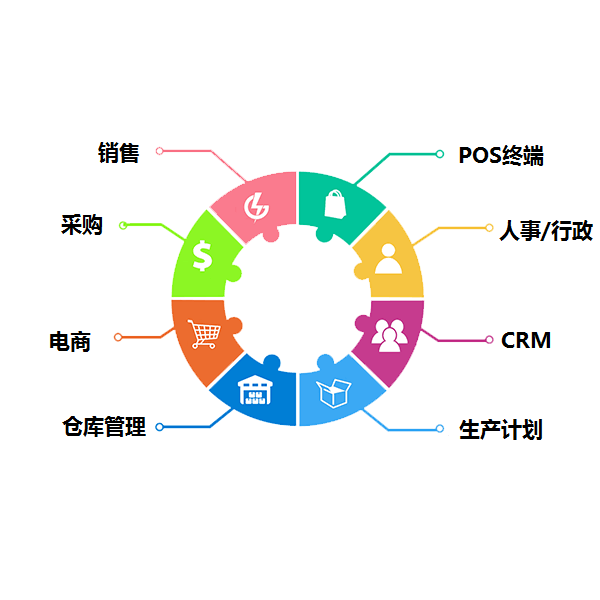 销售
POS终端
采购
人事/行政
电商
CRM
仓库管理
生产计划